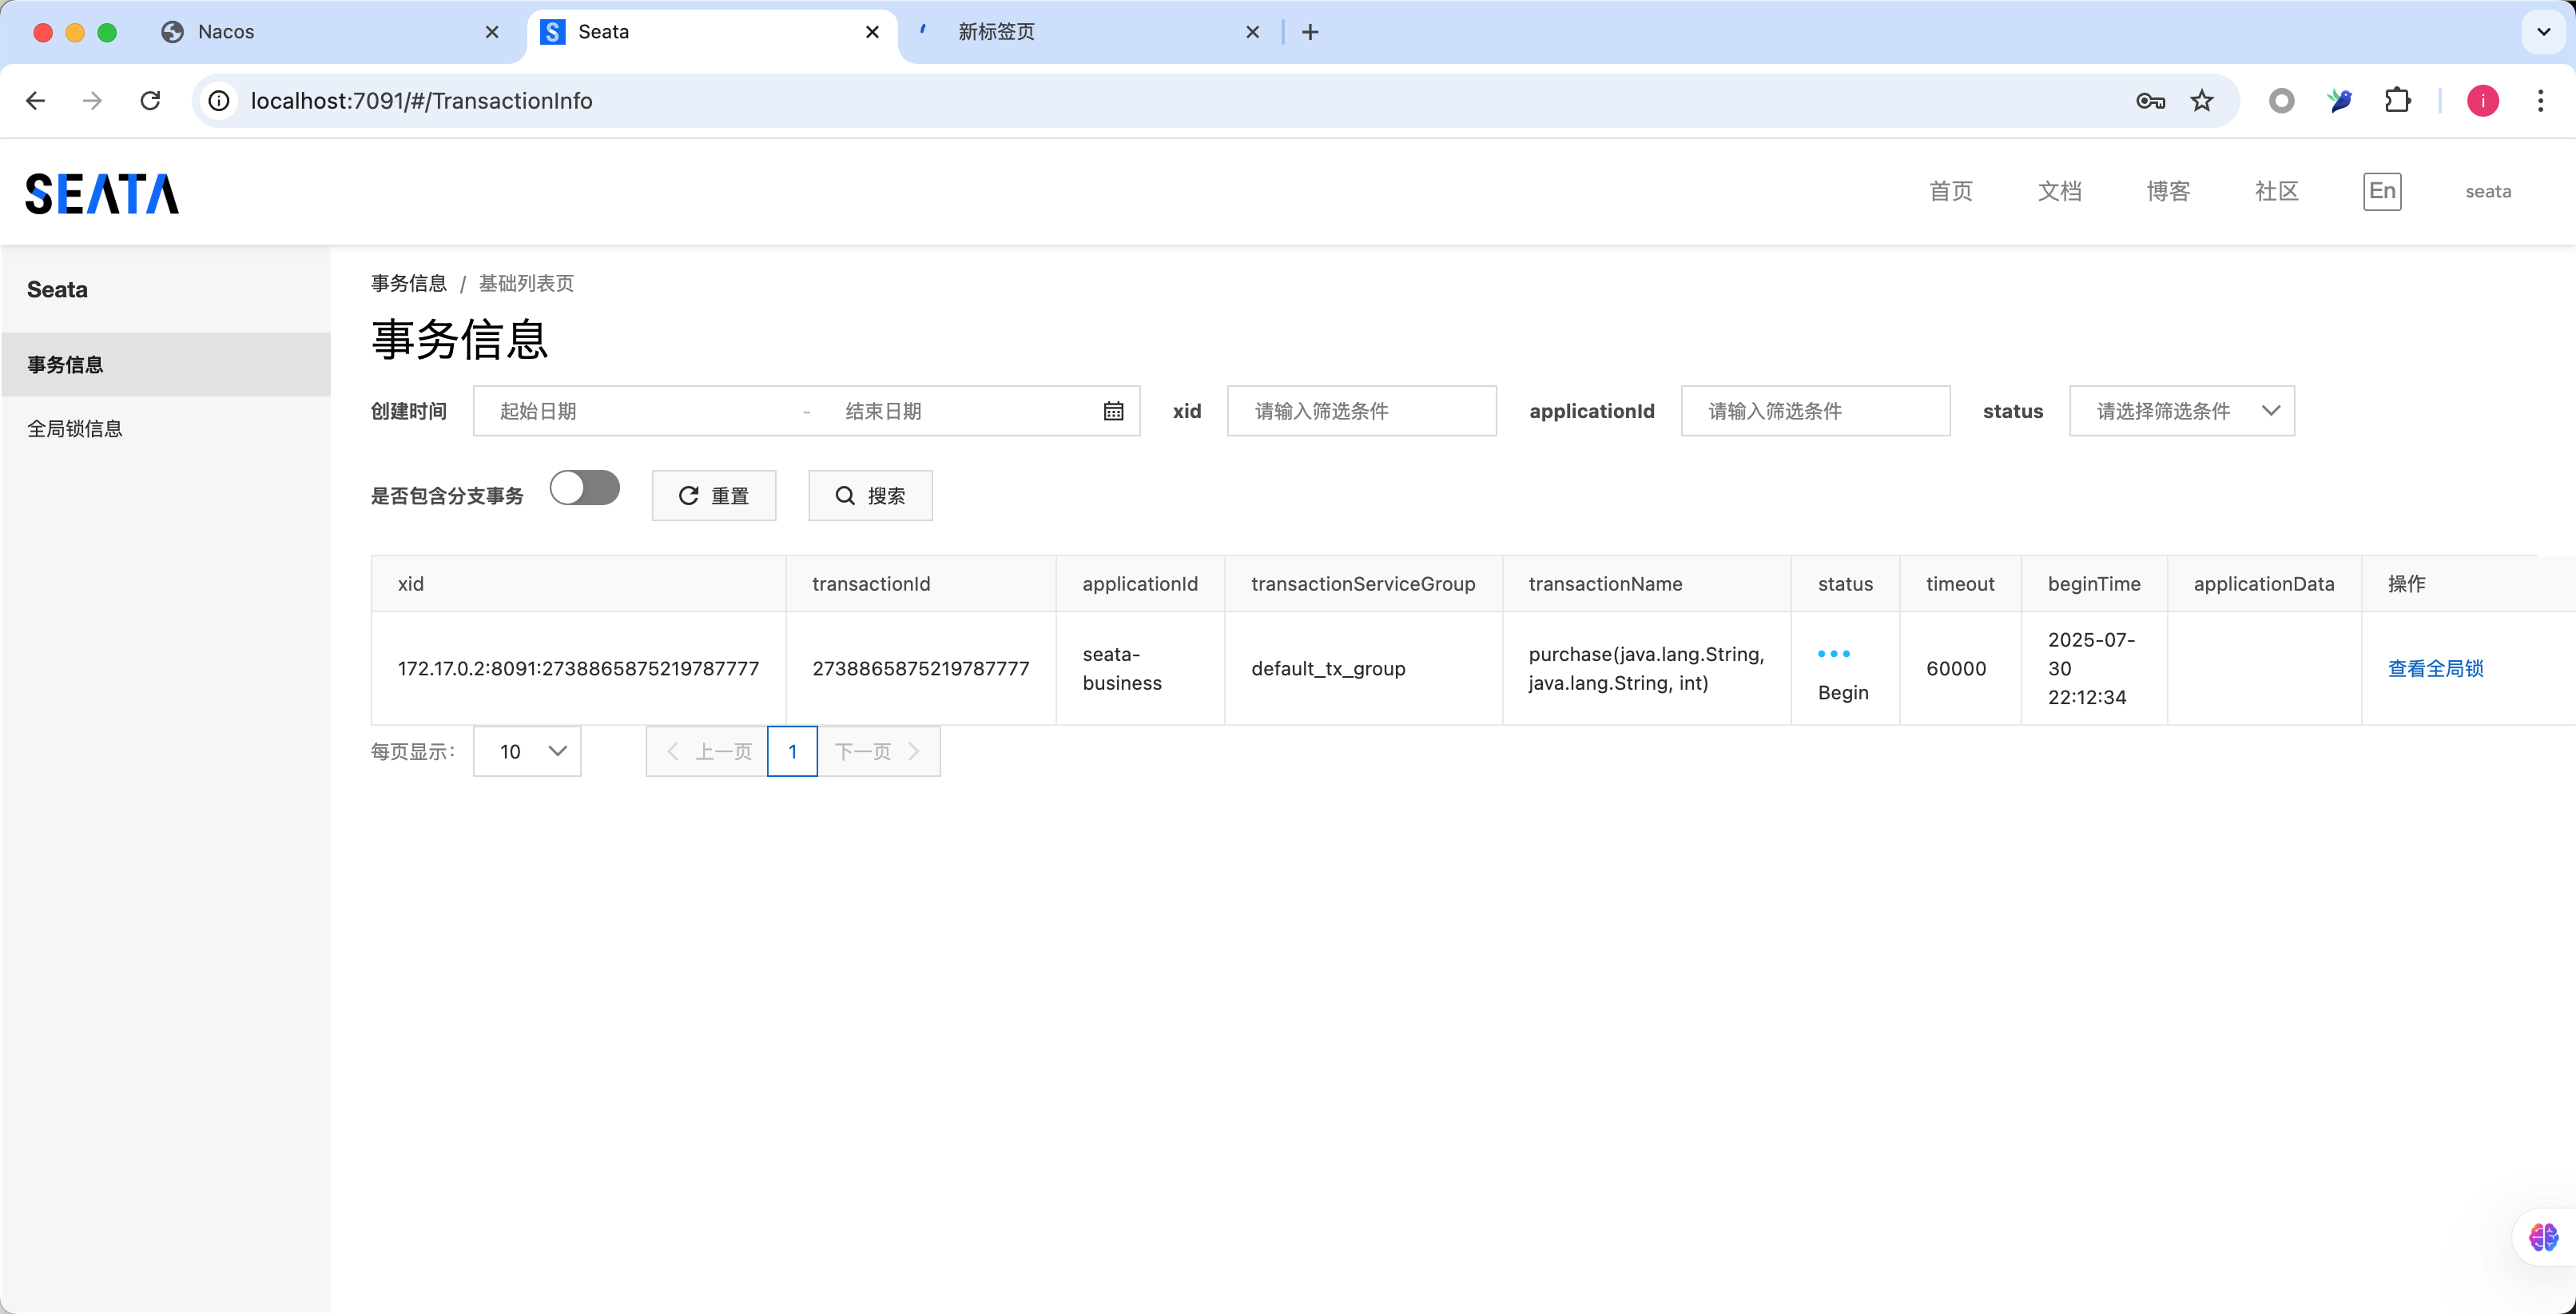 Nacos
Seata
新标签页
localhost:7091/#/TransactionInfo
i
SEATA
首页
文档
博客
社区
En
seata
Seata
事务信息
全局锁信息
事务信息 / 基础列表页
事务信息
创建时间 起始日期 - 结束日期 xid 请输入筛选条件 applicationId 请输入筛选条件 status 请选择筛选条件
是否包含分支事务 重置 搜索
xid transactionId applicationId transactionServiceGroup transactionName status timeout beginTime applicationData 操作
172.17.0.2:8091:2738865875219787777
2738865875219787777
seata-
business
default_tx_group
purchase(java.lang.String,
java.lang.String, int)
Begin
60000
2025-07-
30
22:12:34
查看全局锁
每页显示: 10 上一页 1 下一页